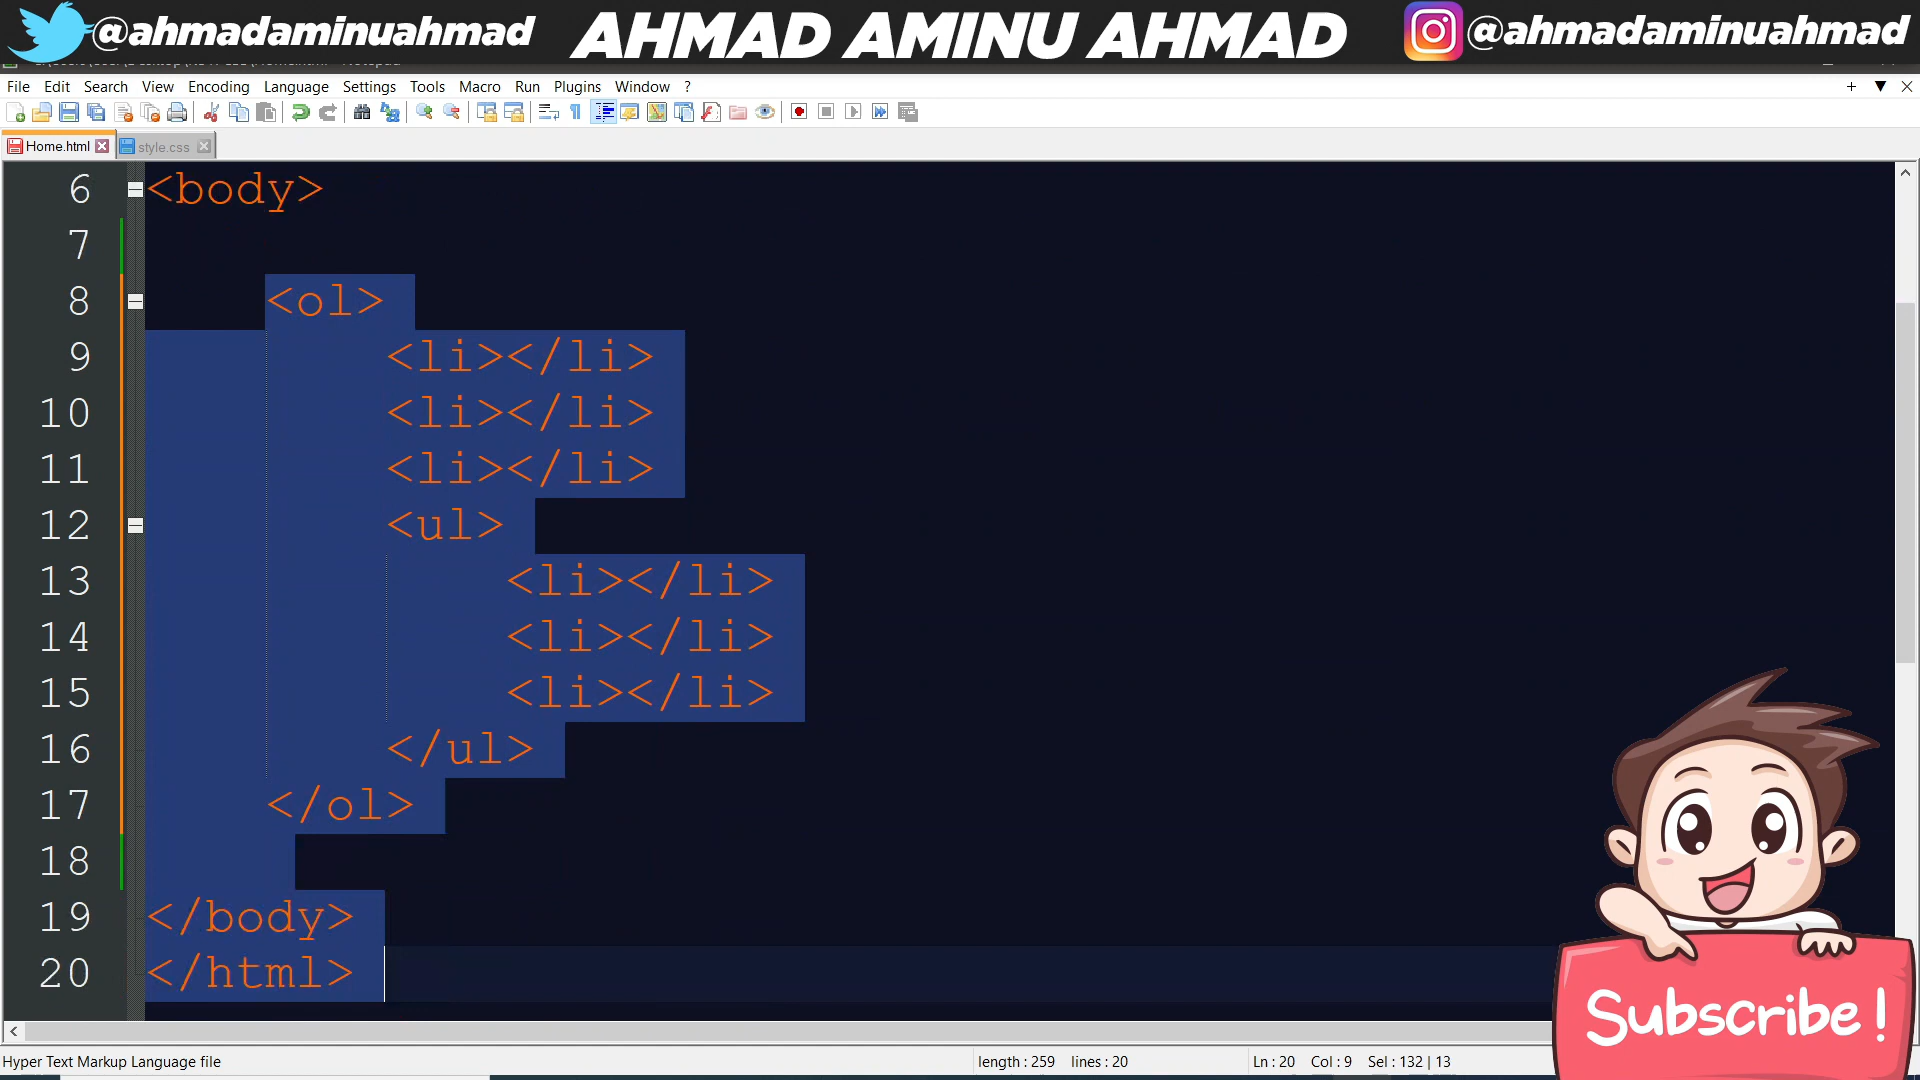 @ahmadaminuahmad AHMAD AMINU AHMAD @ahmadaminuahmad
File Edit Search View Encoding Language Settings Tools Macro Run Plugins Window ?
Home.html style.css
6 <body>
7
8 <ol>
9 <li></li>
10 <li></li>
11 <li></li>
12 <ul>
13 <li></li>
14 <li></li>
15 <li></li>
16 </ul>
17 </ol>
18
19 </body>
20 </html>
Subscribe!
Hyper Text Markup Language file length : 259 lines : 20 Ln : 20 Col : 9 Sel : 132 | 13